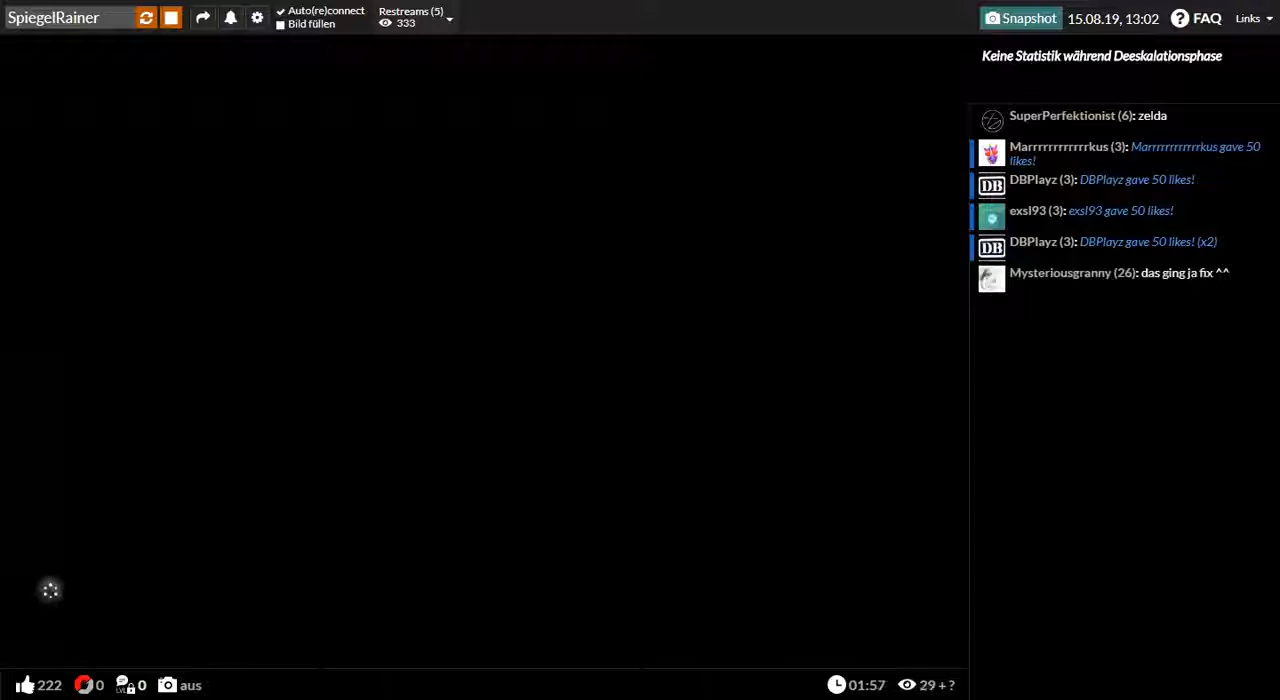 SpiegelRainer
Auto(re)connect
Bild füllen
Restreams (5)
333
Snapshot
15.08.19, 13:02
? FAQ
Links
Keine Statistik während Deeskalationsphase
SuperPerfektionist (6): zelda
Marrrrrrrrrrrkus (3): Marrrrrrrrrrrkus gave 50
likes!
DB
DBPlayz (3): DBPlayz gave 50 likes!
exsl93 (3): exsl93 gave 50 likes!
DB
DBPlayz (3): DBPlayz gave 50 likes! (x2)
Mysteriousgranny (26): das ging ja fix ^^
222
0
LVL
0
aus
01:57
29 + ?